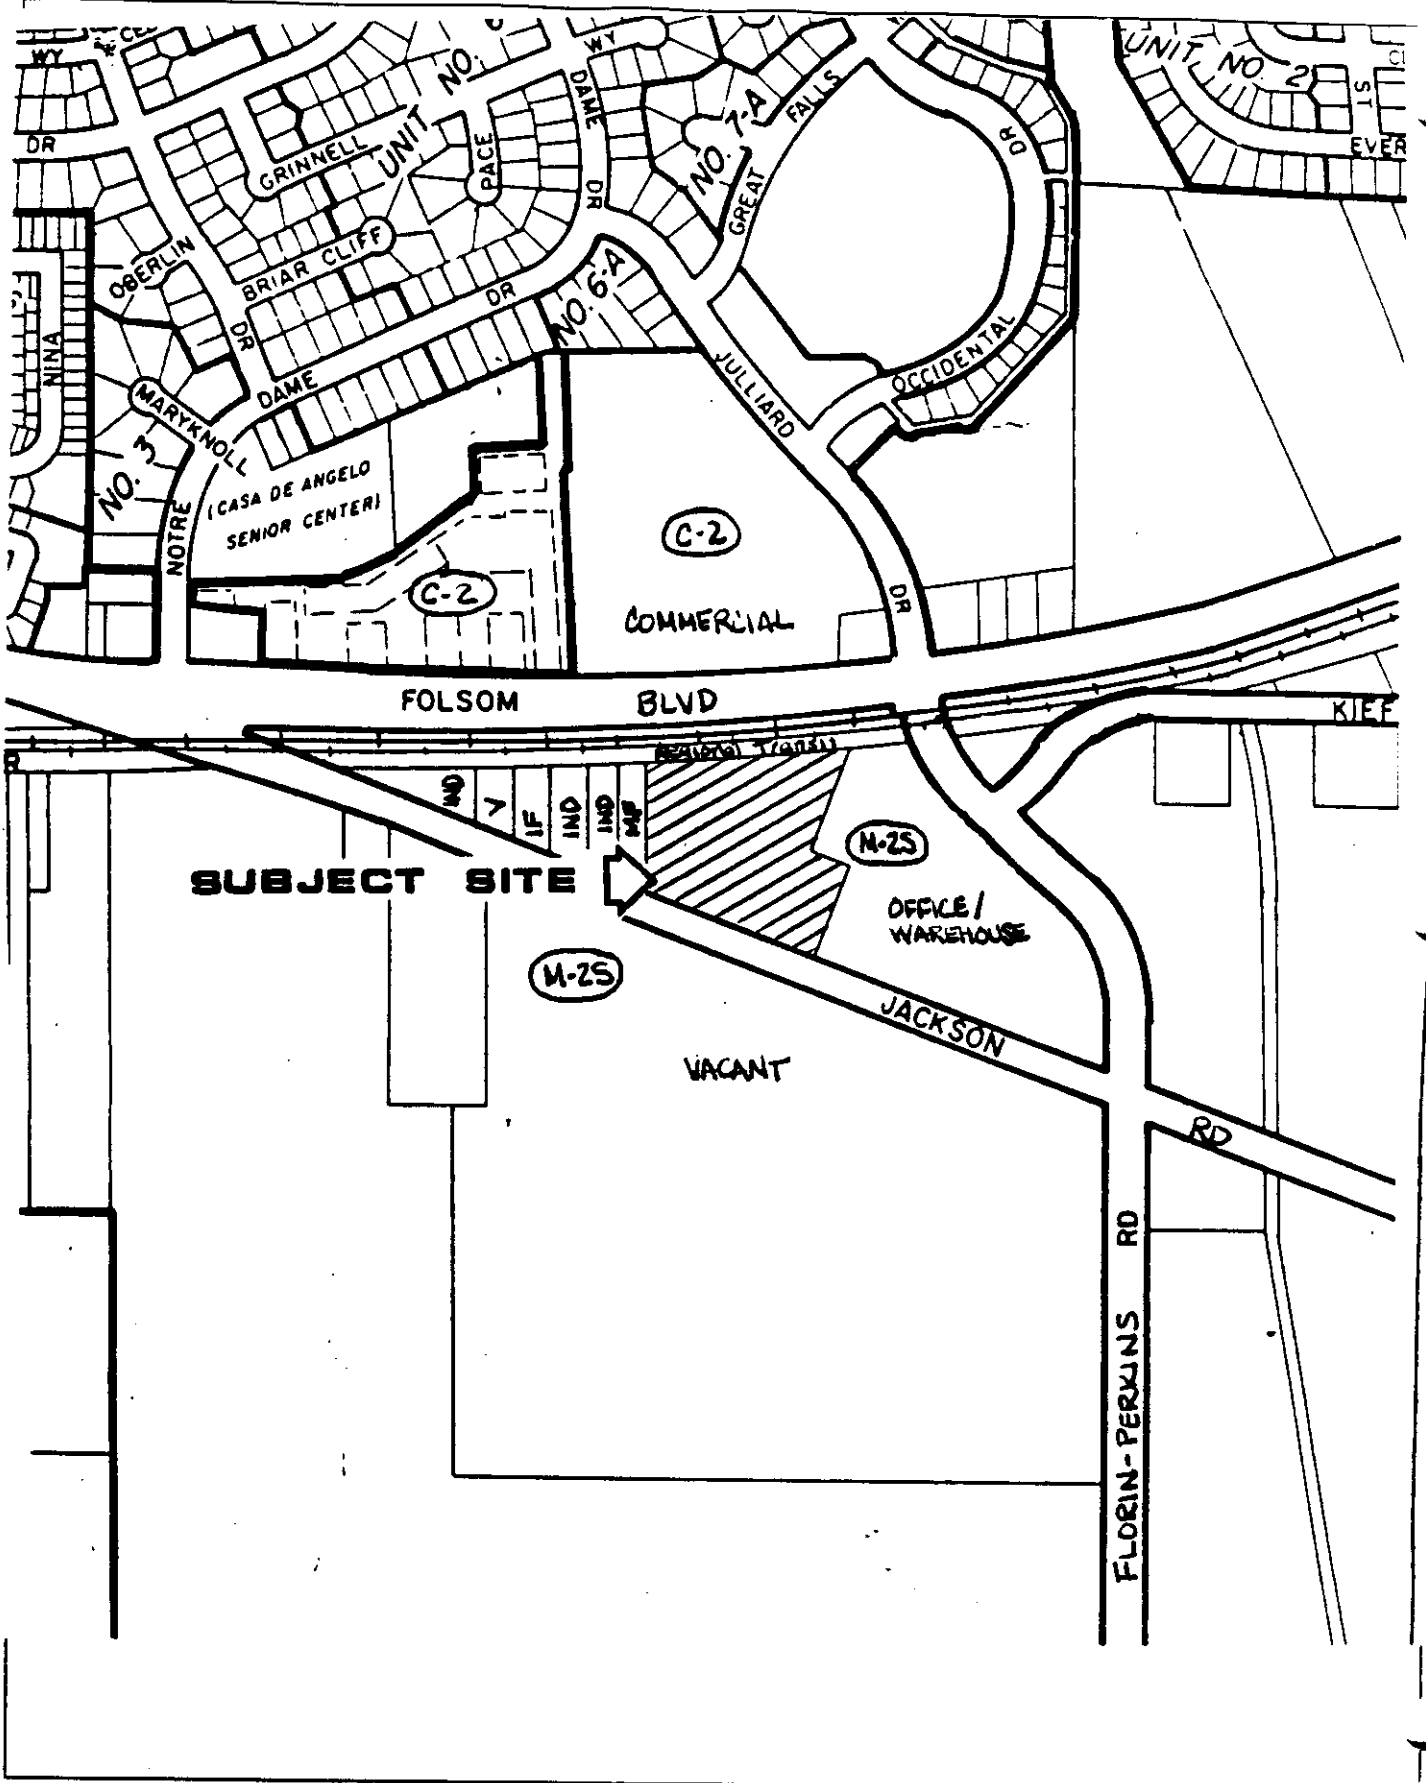 WY
UNIT NO. 2
ST
EVER
DR
GRINNELL
UNIT NO.
PACE
WY
DAME DR
NO. 7-A
GREAT FALLS
DR
OBERLIN DR
BRIAR CLIFF
DAME DR
NO. 6-A
NINA
MARYKNOLL
NO. 3
NOTRE
(CASA DE ANGELO
SENIOR CENTER)
JULLIARD DR
OCCIDENTAL
C-2
C-2
COMMERCIAL
FOLSOM BLVD
KIEF
R
IND
V
IF
IND
IND
MF
M-2S
SUBJECT SITE
OFFICE/
WAREHOUSE
M-2S
JACKSON RD
VACANT
FLORIN-PERKINS RD